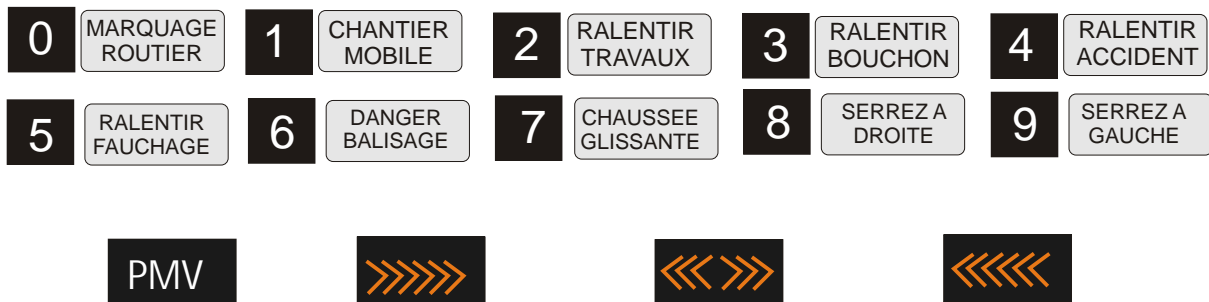 0 MARQUAGE ROUTIER
1 CHANTIER MOBILE
2 RALENTIR TRAVAUX
3 RALENTIR BOUCHON
4 RALENTIR ACCIDENT
5 RALENTIR FAUCHAGE
6 DANGER BALISAGE
7 CHAUSSEE GLISSANTE
8 SERREZ A DROITE
9 SERREZ A GAUCHE
PMV